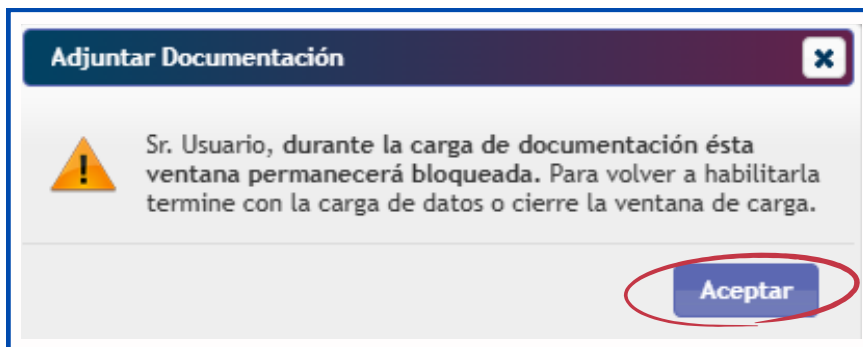 Adjuntar Documentación
Sr. Usuario, durante la carga de documentación ésta
ventana permanecerá bloqueada. Para volver a habilitarla
termine con la carga de datos o cierre la ventana de carga.
Aceptar